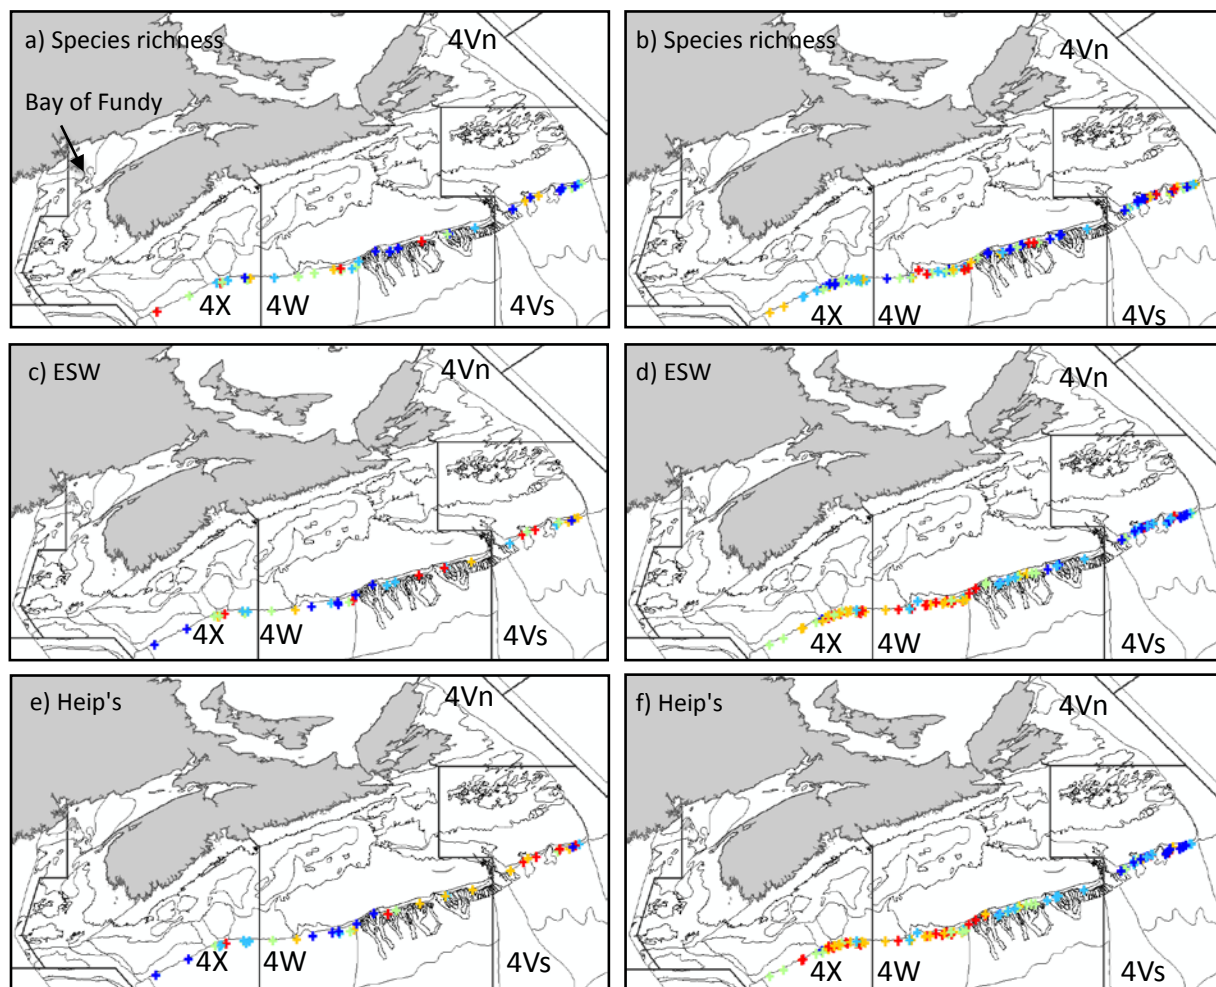 a) Species richness
4Vn
Bay of Fundy
4X
4W
4Vs
b) Species richness
4Vn
4X
4W
4Vs
c) ESW
4Vn
4X
4W
4Vs
d) ESW
4Vn
4X
4W
4Vs
e) Heip's
4Vn
4X
4W
4Vs
f) Heip's
4Vn
4X
4W
4Vs